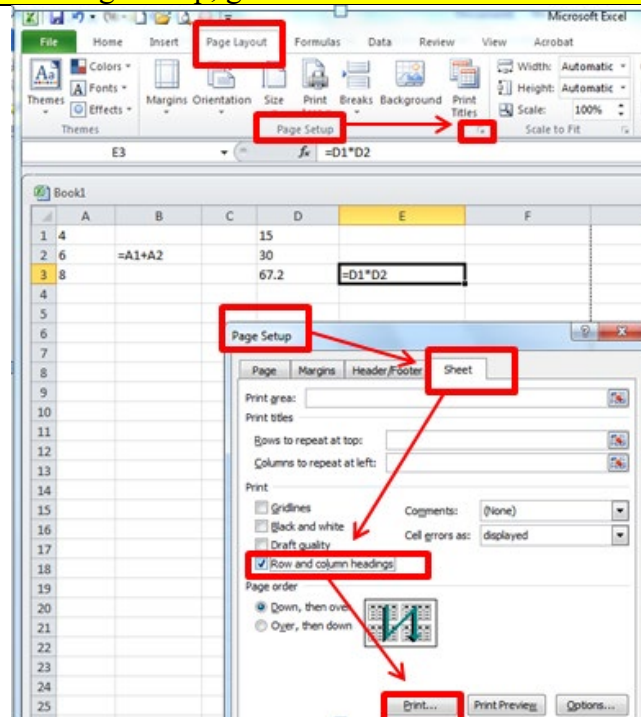 Microsoft Excel
File Home Insert Page Layout Formulas Data Review View Acrobat
Themes Colors Fonts Effects Margins Orientation Size Print Breaks Background Print Titles Width: Automatic Height: Automatic Scale: 100%
Themes Page Setup Scale to Fit
E3 fx =D1*D2
Book1
A B C D E F
1 4 15
2 6 =A1+A2 30
3 8 67.2 =D1*D2
4
5
6
7
8
9
10
11
12
13
14
15
16
17
18
19
20
21
22
23
24
25
Page Setup
Page Margins Header/Footer Sheet
Print area:
Print titles
Rows to repeat at top:
Columns to repeat at left:
Print
Gridlines Comments: (None)
Black and white Cell errors as: displayed
Draft quality
Row and column headings
Page order
Down, then over
Over, then down
Print... Print Preview Options...